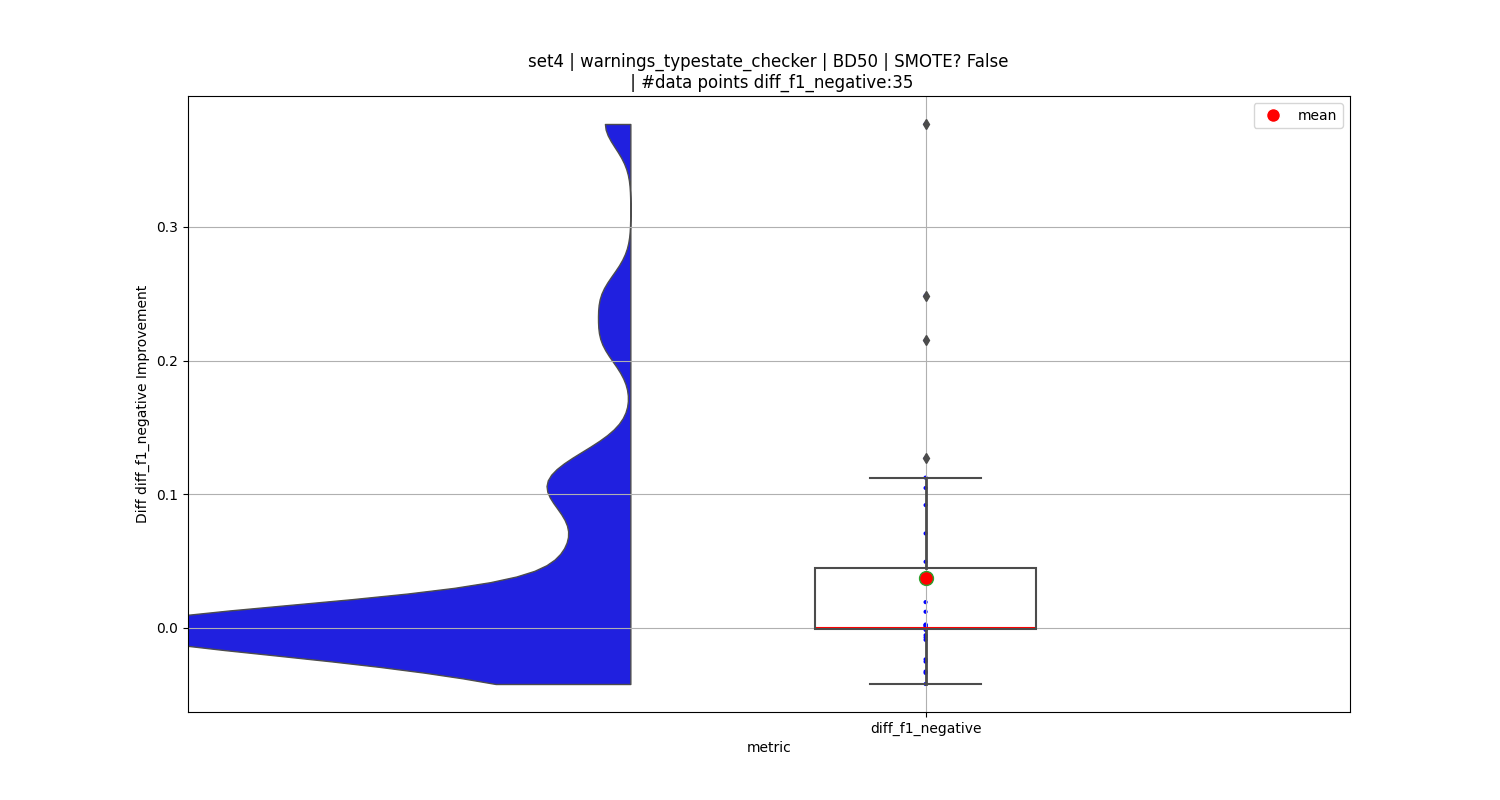 set4 | warnings_typestate_checker | BD50 | SMOTE? False
| #data points diff_f1_negative:35
mean
0.3
0.2
0.1
0.0
Diff diff_f1_negative Improvement
diff_f1_negative
metric